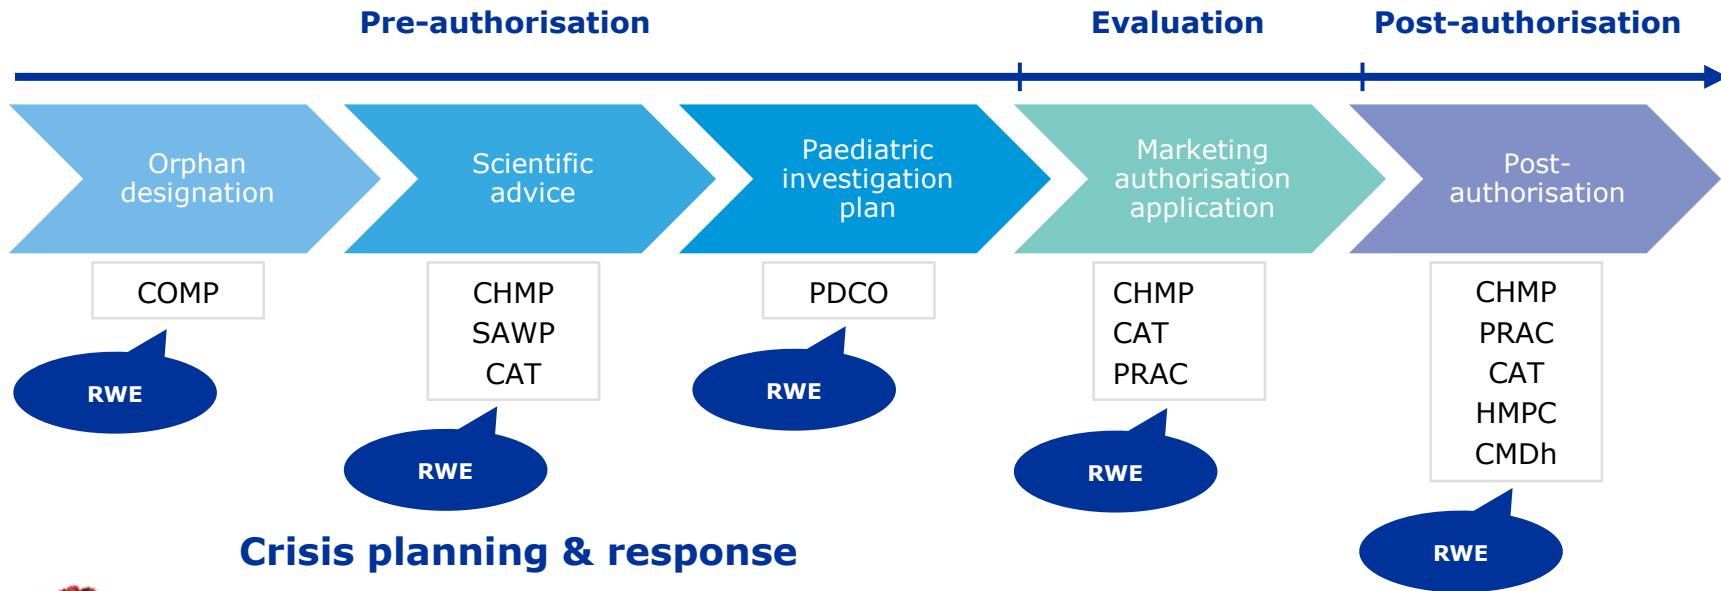 Pre-authorisation
Evaluation
Post-authorisation
Orphan
designation
Scientific
advice
Paediatric
investigation
plan
Marketing
authorisation
application
Post-
authorisation
COMP
RWE
CHMP
SAWP
CAT
RWE
PDCO
RWE
CHMP
CAT
PRAC
RWE
CHMP
PRAC
CAT
HMPC
CMDh
RWE
Crisis planning & response